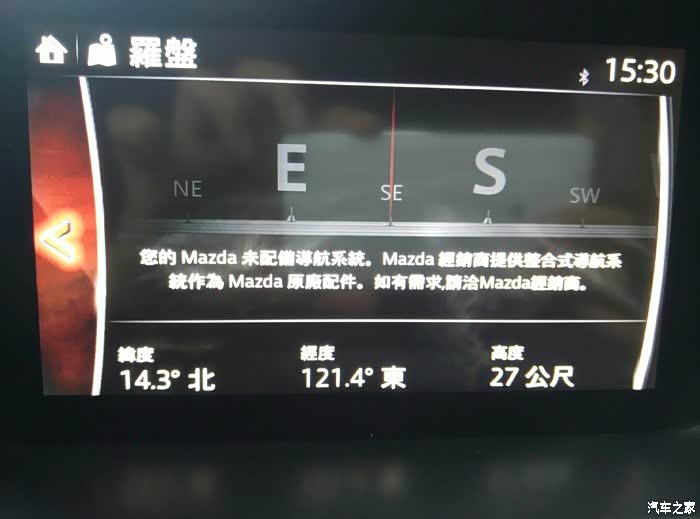 羅盤
15:30
NE E SE S SW
您的 Mazda 未配備導航系統。Mazda 經銷商提供整合式導航系
統作為 Mazda 原廠配件。如有需求,請洽Mazda經銷商。
緯度 經度 高度
14.3° 北 121.4° 東 27 公尺
汽车之家